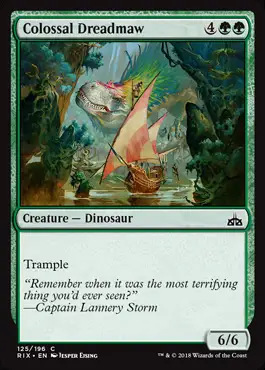 Colossal Dreadmaw 4
Creature — Dinosaur
Trample
“Remember when it was the most terrifying
thing you’d ever seen?”
—Captain Lannery Storm
6/6
125/196 C
RIX • EN Jesper Ejsing
™ & © 2018 Wizards of the Coast